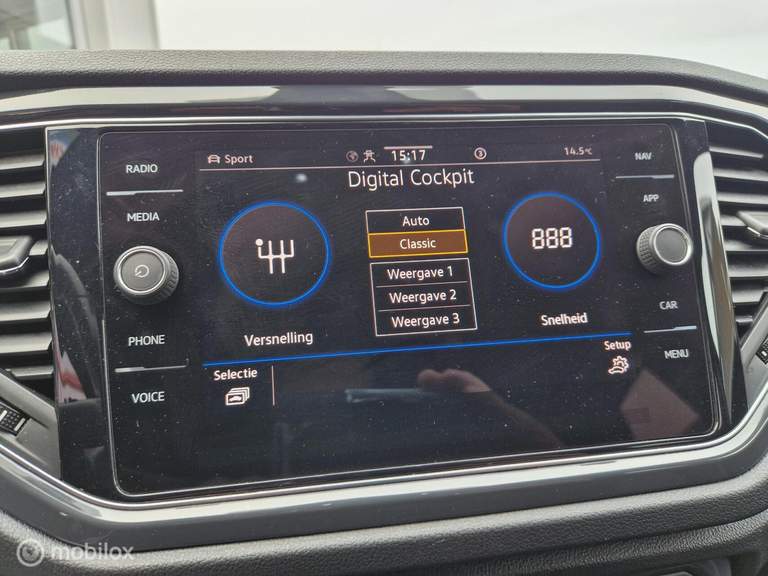 RADIO
MEDIA
PHONE
VOICE
Sport
15:17
3
14.5°C
Digital Cockpit
Auto
Classic
Weergave 1
Weergave 2
Weergave 3
Versnelling
888
Snelheid
Selectie
Setup
NAV
APP
CAR
MENU
mobilox